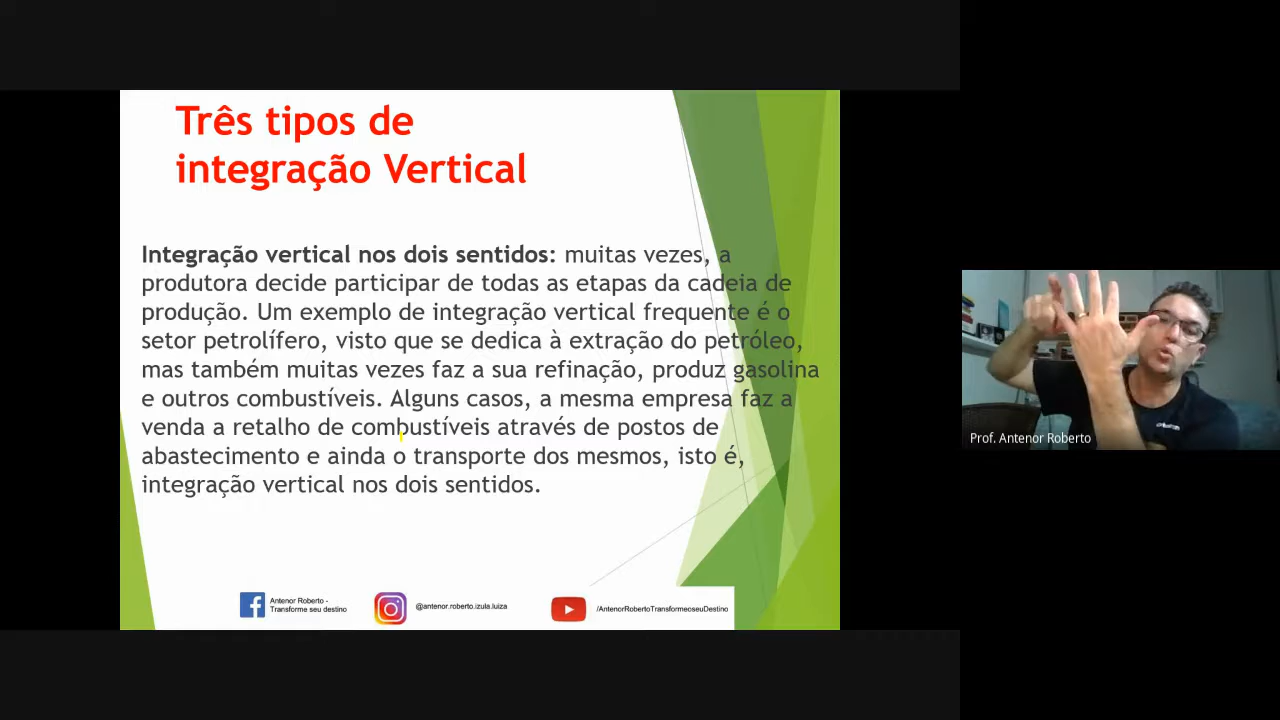 Três tipos de
integração Vertical
Integração vertical nos dois sentidos: muitas vezes, a
produtora decide participar de todas as etapas da cadeia de
produção. Um exemplo de integração vertical frequente é o
setor petrolífero, visto que se dedica à extração do petróleo,
mas também muitas vezes faz a sua refinação, produz gasolina
e outros combustíveis. Alguns casos, a mesma empresa faz a
venda a retalho de combustíveis através de postos de
abastecimento e ainda o transporte dos mesmos, isto é,
integração vertical nos dois sentidos.
Antenor Roberto -
Transforme seu destino
@antenor.roberto.izula.luiza
/AntenorRobertoTransformeoseuDestino
Prof. Antenor Roberto